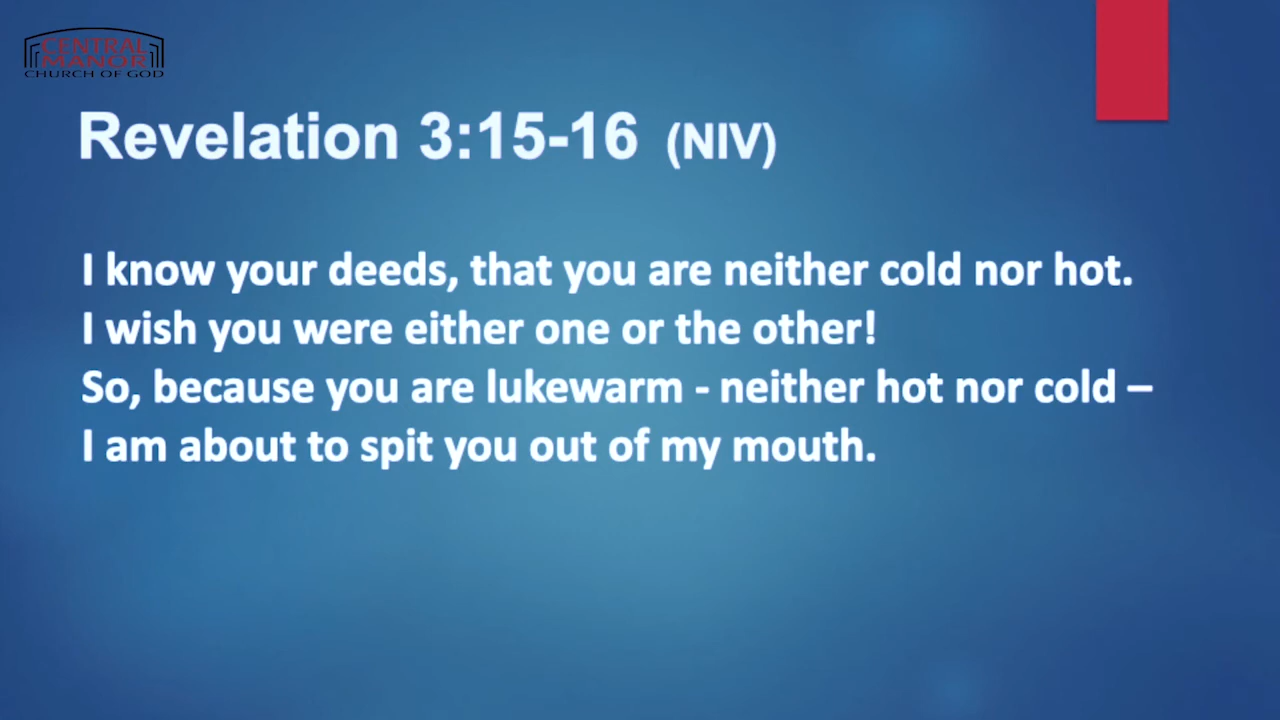 CENTRAL
MANOR
CHURCH OF GOD
Revelation 3:15-16 (NIV)
I know your deeds, that you are neither cold nor hot.
I wish you were either one or the other!
So, because you are lukewarm - neither hot nor cold –
I am about to spit you out of my mouth.